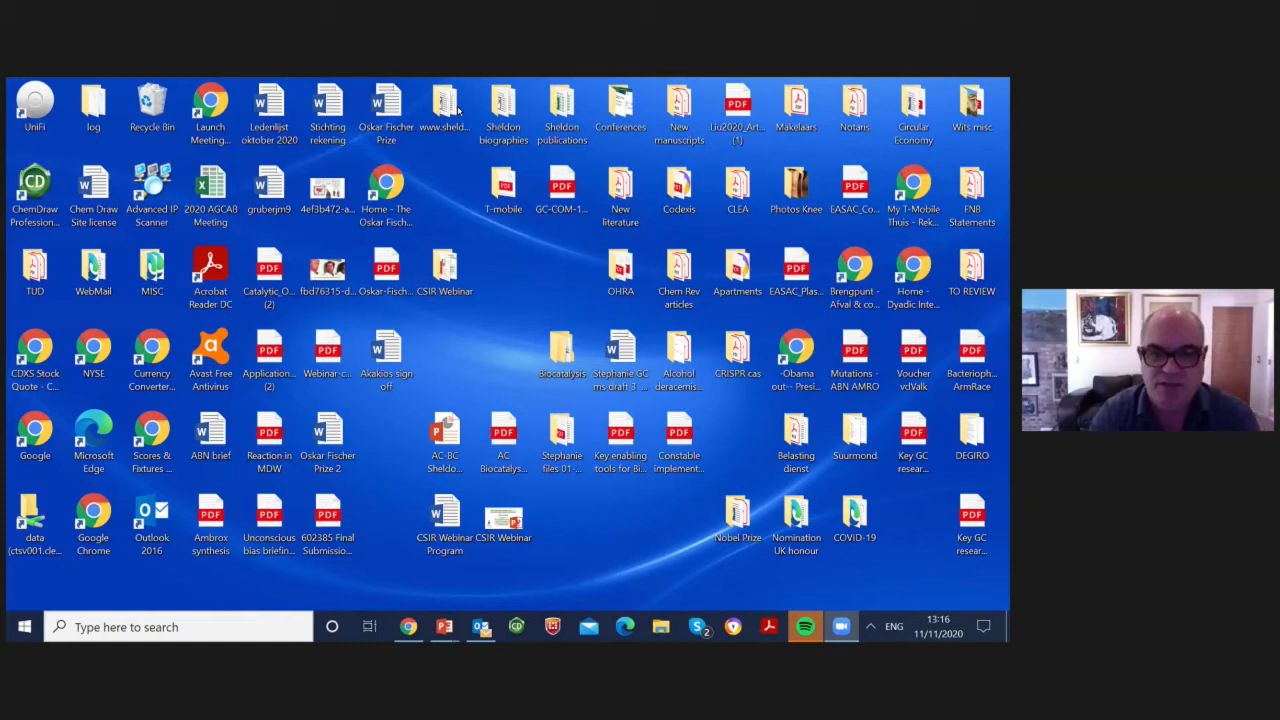 UniFi
log
Recycle Bin
Launch
Meeting...
Ledenlijst
oktober 2020
Stichting
rekening
Oskar Fischer
Prize
www.sheld...
Sheldon
biographies
Sheldon
publications
Conferences
New
manuscripts
Liu2020_Art...
(1)
Makelaars
Notaris
Circular
Economy
Wits misc
ChemDraw
Profession...
Chem Draw
Site license
Advanced IP
Scanner
2020 AGCAB
Meeting
gruberjm9
4ef3b472-a...
Home - The
Oskar Fisch...
T-mobile
GC-COM-1...
New
literature
Codexis
CLEA
Photos Knee
EASAC_Co...
My T-Mobile
Thuis - Rek...
FNB
Statements
TUD
WebMail
MISC
Acrobat
Reader DC
Catalytic_O...
(2)
fbd76315-d...
Oskar-Fisch...
CSIR Webinar
OHRA
Chem Rev
articles
Apartments
EASAC_Plas...
Brengpunt -
Afval & co...
Home -
Dyadic Inte...
TO REVIEW
CDXS Stock
Quote - C...
NYSE
Currency
Converter...
Avast Free
Antivirus
Application...
(2)
Webinar-c...
Akakios sign
off
Biocatalysis
Stephanie GC
ms draft 3 ...
Alcohol
deracemis...
CRISPR cas
-Obama
out-- Presi...
Mutations -
ABN AMRO
Voucher
vdValk
Bacterioph...
ArmRace
Google
Microsoft
Edge
Scores &
Fixtures ...
ABN brief
Reaction in
MDW
Oskar Fischer
Prize 2
AC-BC
Sheldo...
AC
Biocatalys...
Stephanie
files 01-...
Key enabling
tools for Bi...
Constable
implement...
Belasting
dienst
Suurmond
Key GC
resear...
DEGIRO
data
(ctsv001.cle...
Google
Chrome
Outlook
2016
Ambrox
synthesis
Unconscious
bias briefin...
602385 Final
Submissio...
CSIR Webinar
Program
CSIR Webinar
Nobel Prize
Nomination
UK honour
COVID-19
Key GC
resear...
Type here to search
2
ENG
13:16
11/11/2020